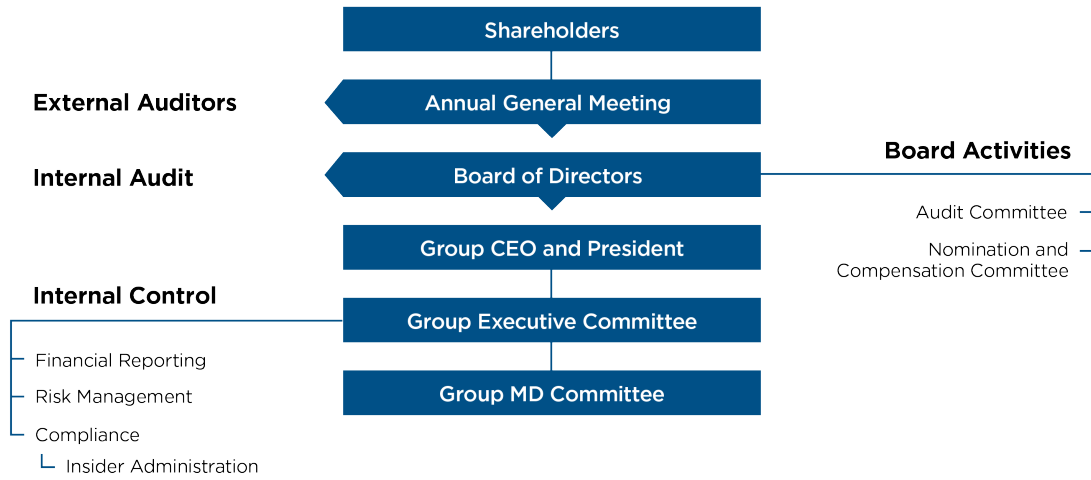 Shareholders
External Auditors
Annual General Meeting
Board Activities
Internal Audit
Board of Directors
Audit Committee
Group CEO and President
Nomination and
Compensation Committee
Internal Control
Group Executive Committee
Financial Reporting
Risk Management
Group MD Committee
Compliance
Insider Administration